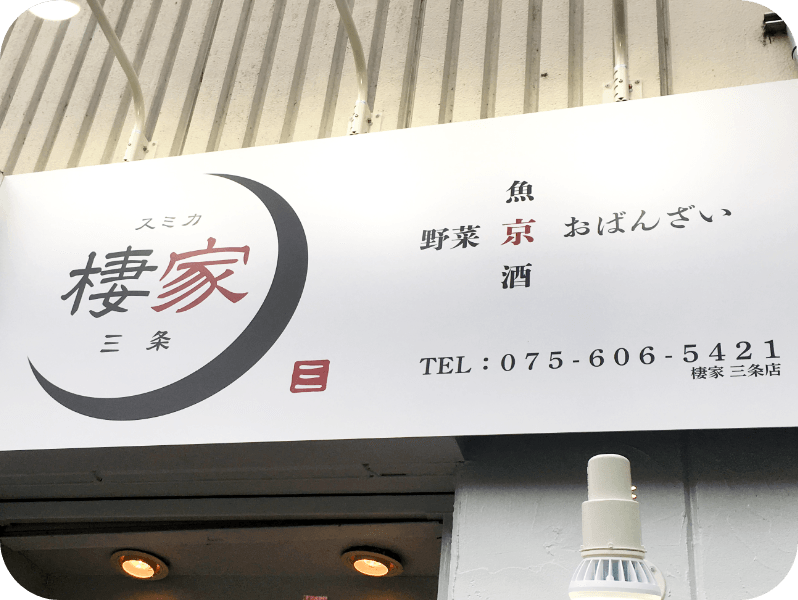 スミカ
棲家
三条
三
魚
野菜 京 おばんざい
酒
TEL：075-606-5421
棲家 三条店